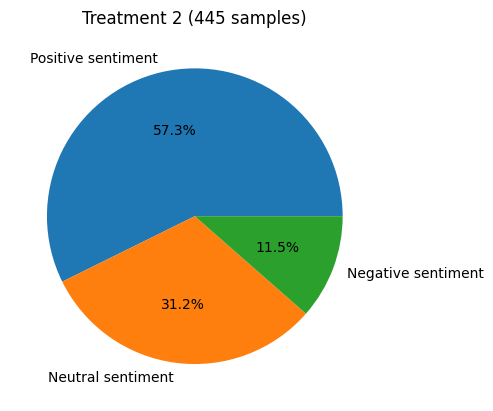 Treatment 2 (445 samples)
Positive sentiment
57.3%
11.5%
Negative sentiment
31.2%
Neutral sentiment